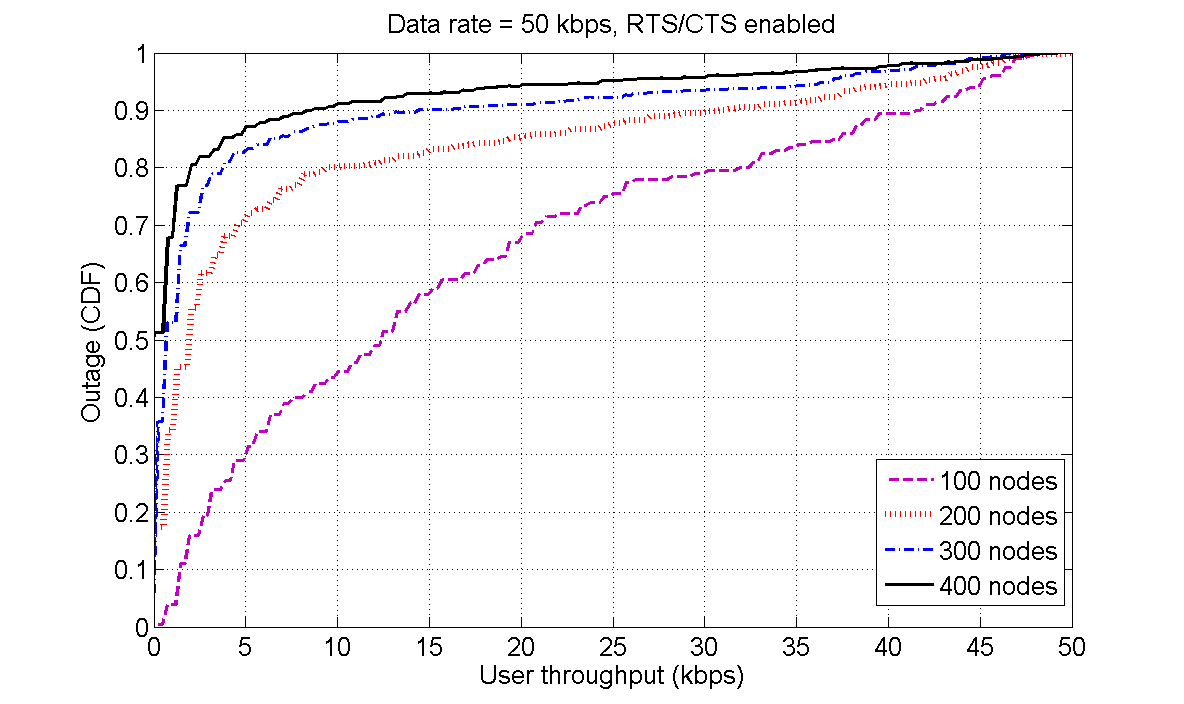 Data rate = 50 kbps, RTS/CTS enabled
Outage (CDF)
1
0.9
0.8
0.7
0.6
0.5
0.4
0.3
0.2
0.1
0
0 5 10 15 20 25 30 35 40 45 50
User throughput (kbps)
100 nodes
200 nodes
300 nodes
400 nodes